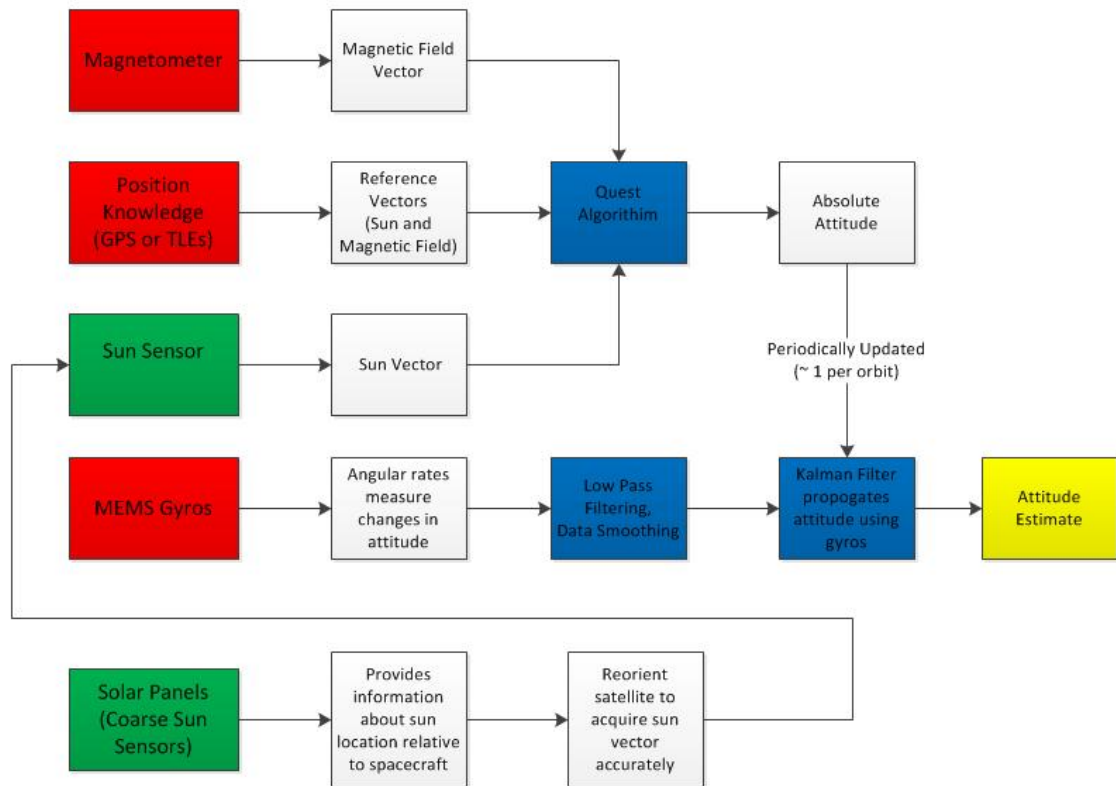 Magnetometer
Magnetic Field
Vector
Position
Knowledge
(GPS or TLEs)
Reference
Vectors
(Sun and
Magnetic Field)
Quest
Algorithim
Absolute
Attitude
Sun Sensor
Sun Vector
Periodically Updated
(~ 1 per orbit)
MEMS Gyros
Angular rates
measure
changes in
attitude
Low Pass
Filtering,
Data Smoothing
Kalman Filter
propogates
attitude using
gyros
Attitude
Estimate
Solar Panels
(Coarse Sun
Sensors)
Provides
information
about sun
location relative
to spacecraft
Reorient
satellite to
acquire sun
vector
accurately